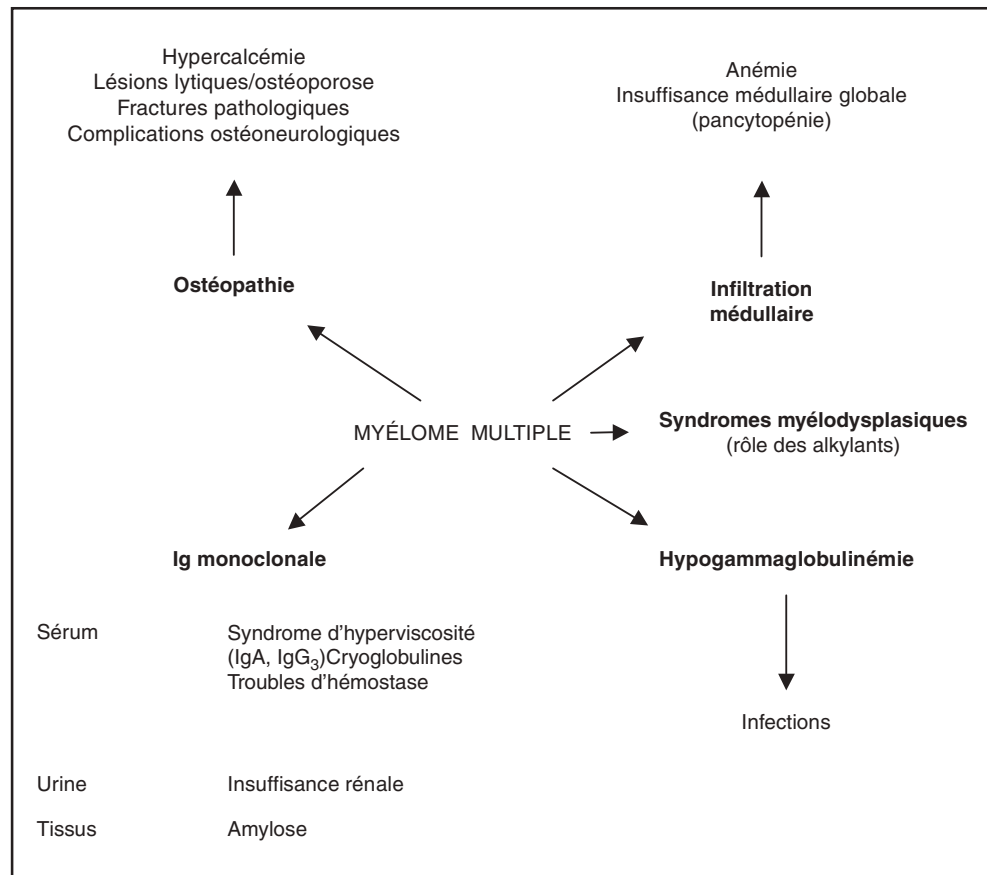 Hypercalcémie
Lésions lytiques/ostéoporose
Fractures pathologiques
Complications ostéoneurologiques
Anémie
Insuffisance médullaire globale
(pancytopénie)
Ostéopathie
Infiltration
médullaire
MYÉLOME MULTIPLE
Syndromes myélodysplasiques
(rôle des alkylants)
Ig monoclonale
Hypogammaglobulinémie
Sérum
Syndrome d'hyperviscosité
(IgA, IgG₃)Cryoglobulines
Troubles d'hémostase
Infections
Urine
Insuffisance rénale
Tissus
Amylose